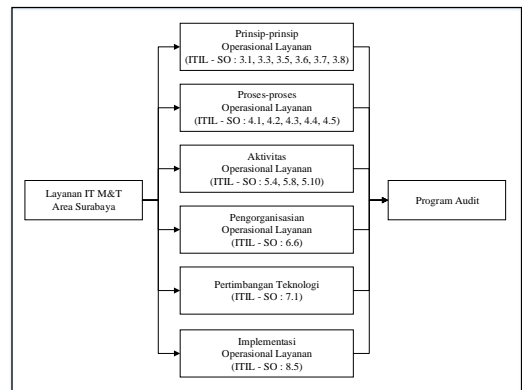 Prinsip-prinsip
Operasional Layanan
(ITIL - SO : 3.1, 3.3, 3.5, 3.6, 3.7, 3.8)
Proses-proses
Operasional Layanan
(ITIL - SO : 4.1, 4.2, 4.3, 4.4, 4.5)
Aktivitas
Operasional Layanan
(ITIL - SO : 5.4, 5.8, 5.10)
Layanan IT M&T
Area Surabaya
Program Audit
Pengorganisasian
Operasional Layanan
(ITIL - SO : 6.6)
Pertimbangan Teknologi
(ITIL - SO : 7.1)
Implementasi
Operasional Layanan
(ITIL - SO : 8.5)